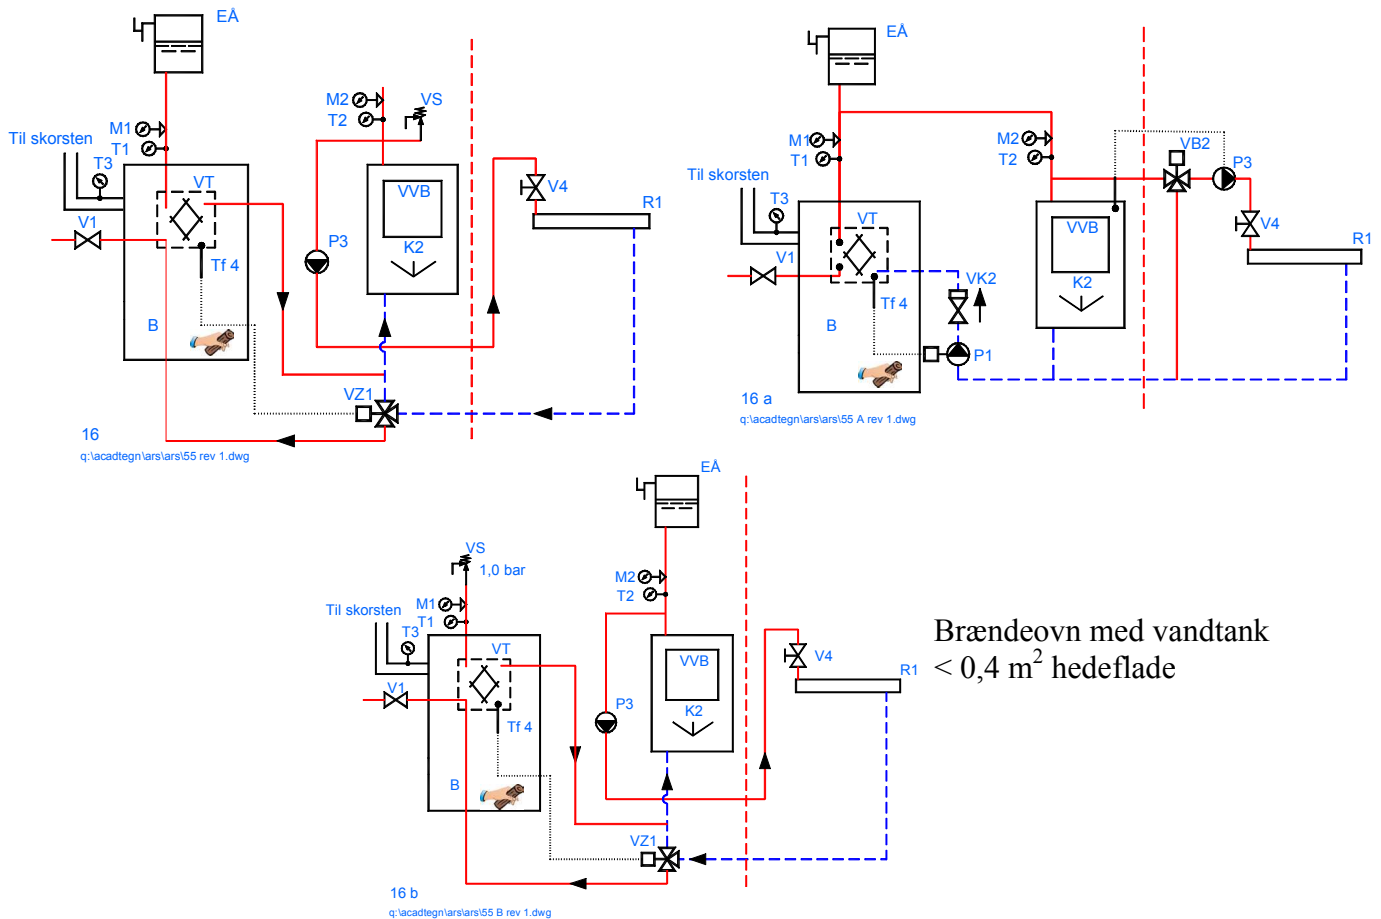 EÅ
M2
VS
T2
M1
Til skorsten
T1
T3
VT
VVB
V4
R1
V1
P3
K2
Tf 4
B
VZ1
16
q:\acadtegn\ars\ars\55 rev 1.dwg
EÅ
M1
M2
VB2
T1
T2
P3
Til skorsten
T3
VT
VVB
V4
R1
V1
K2
VK2
Tf 4
B
P1
16 a
q:\acadtegn\ars\ars\55 A rev 1.dwg
EÅ
VS
1,0 bar
M2
T2
M1
Til skorsten
T1
T3
VT
VVB
V4
R1
V1
P3
K2
Tf 4
B
VZ1
16 b
q:\acadtegn\ars\ars\55 B rev 1.dwg
Brændeovn med vandtank
< 0,4 m² hedeflade